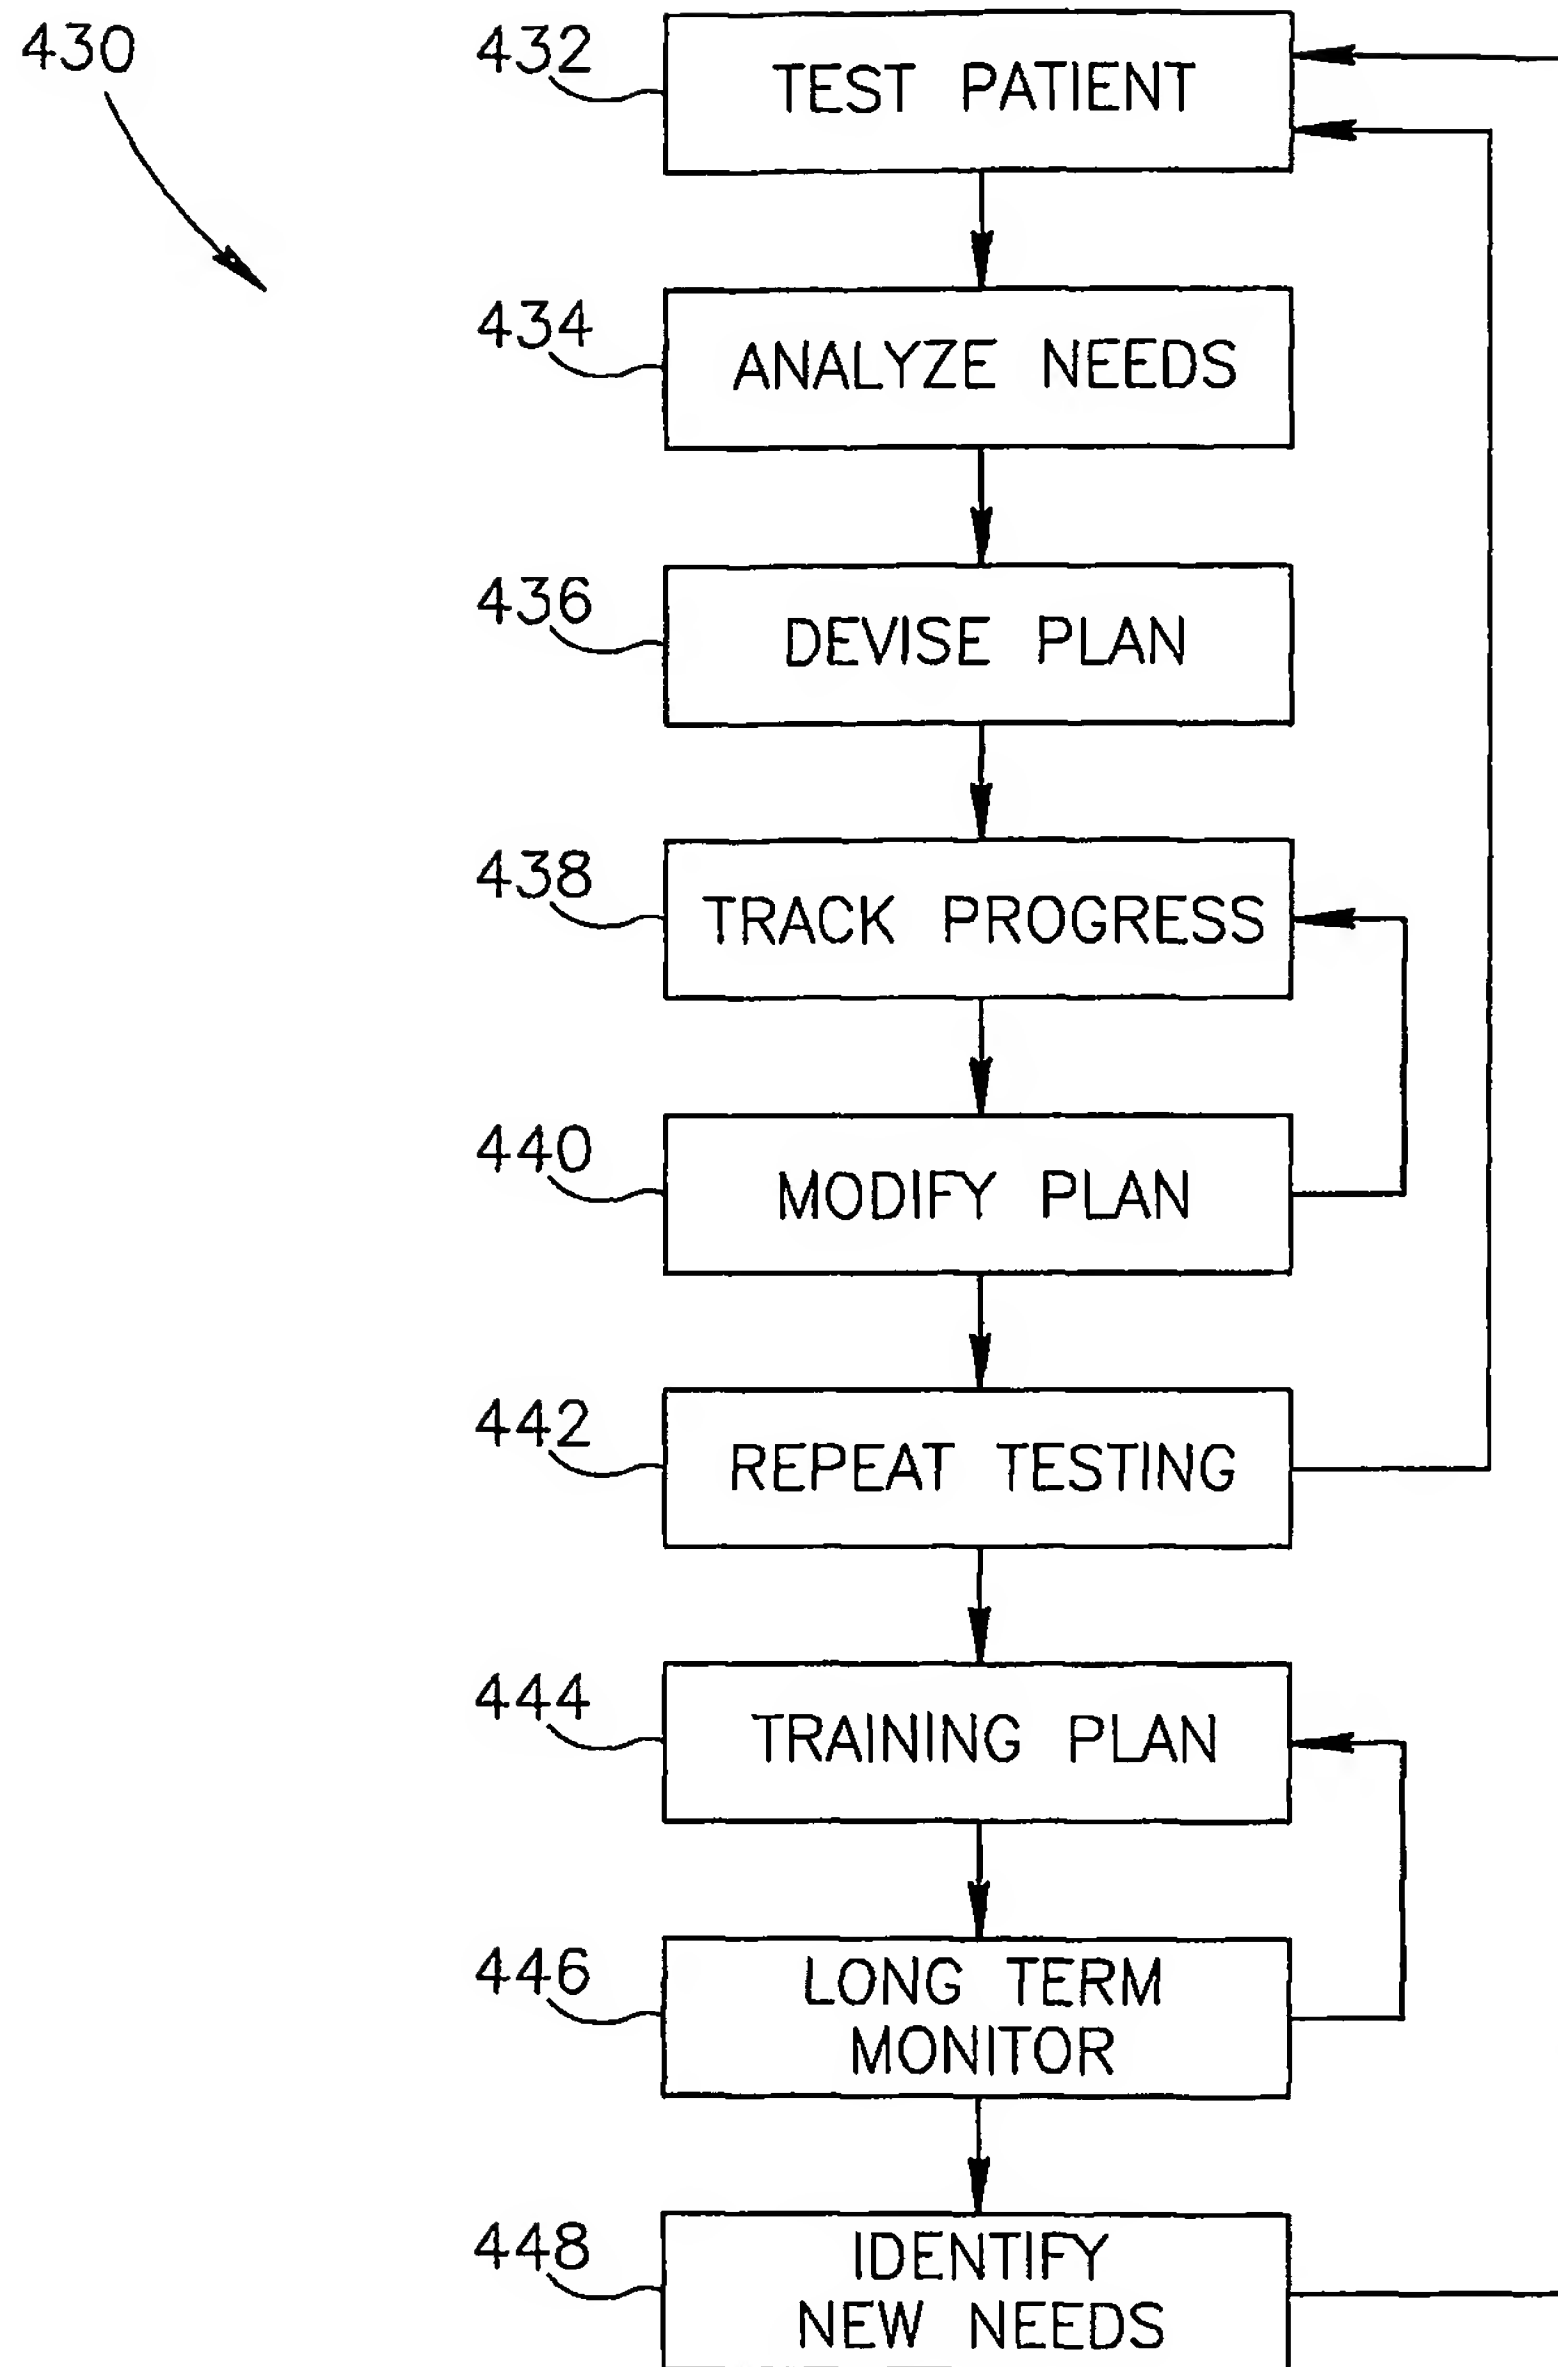 430
432
TEST PATIENT
434
ANALYZE NEEDS
436
DEVISE PLAN
438
TRACK PROGRESS
440
MODIFY PLAN
442
REPEAT TESTING
444
TRAINING PLAN
446
LONG TERM
MONITOR
448
IDENTIFY
NEW NEEDS